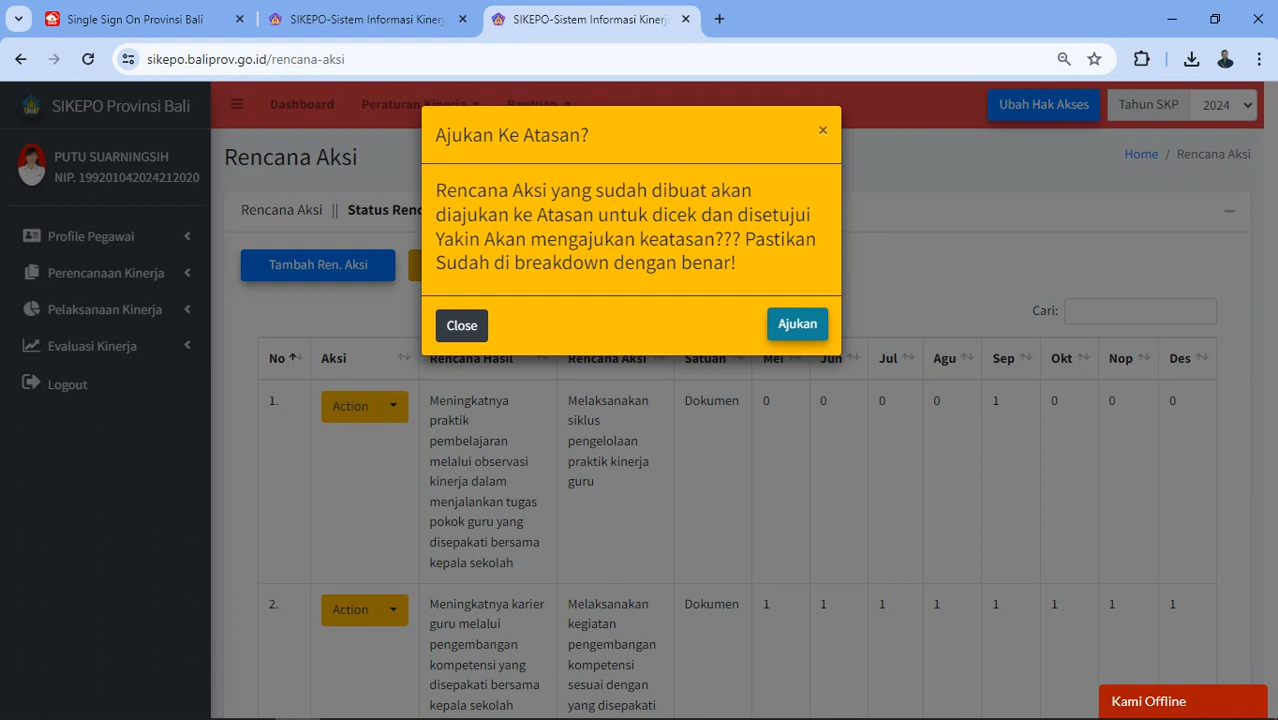 Single Sign On Provinsi Bali
SIKEPO-Sistem Informasi Kinerj
SIKEPO-Sistem Informasi Kinerj
sikepo.baliprov.go.id/rencana-aksi
SIKEPO Provinsi Bali
Dashboard
Peraturan Kinerja
Bantuan
Ubah Hak Akses
Tahun SKP
2024
PUTU SUARNINGSIH
NIP. 199201042024212020
Profile Pegawai
Perencanaan Kinerja
Pelaksanaan Kinerja
Evaluasi Kinerja
Logout
Rencana Aksi
Home / Rencana Aksi
Rencana Aksi || Status Renc
Tambah Ren. Aksi
Ajukan Ke Atasan?
×
Rencana Aksi yang sudah dibuat akan
diajukan ke Atasan untuk dicek dan disetujui
Yakin Akan mengajukan keatasan??? Pastikan
Sudah di breakdown dengan benar!
Close
Ajukan
Cari:
No Aksi Rencana Hasil Rencana Aksi Satuan Mei Jun Jul Agu Sep Okt Nop Des
1. Action
Meningkatnya
praktik
pembelajaran
melalui observasi
kinerja dalam
menjalankan tugas
pokok guru yang
disepakati bersama
kepala sekolah
Melaksanakan
siklus
pengelolaan
praktik kinerja
guru
Dokumen 0 0 0 0 1 0 0 0
2. Action
Meningkatnya karier
guru melalui
pengembangan
kompetensi yang
disepakati bersama
kepala sekolah
Melaksanakan
kegiatan
pengembangan
kompetensi
sesuai dengan
yang disepakati
Dokumen 1 1 1 1 1 1 1 1
Kami Offline